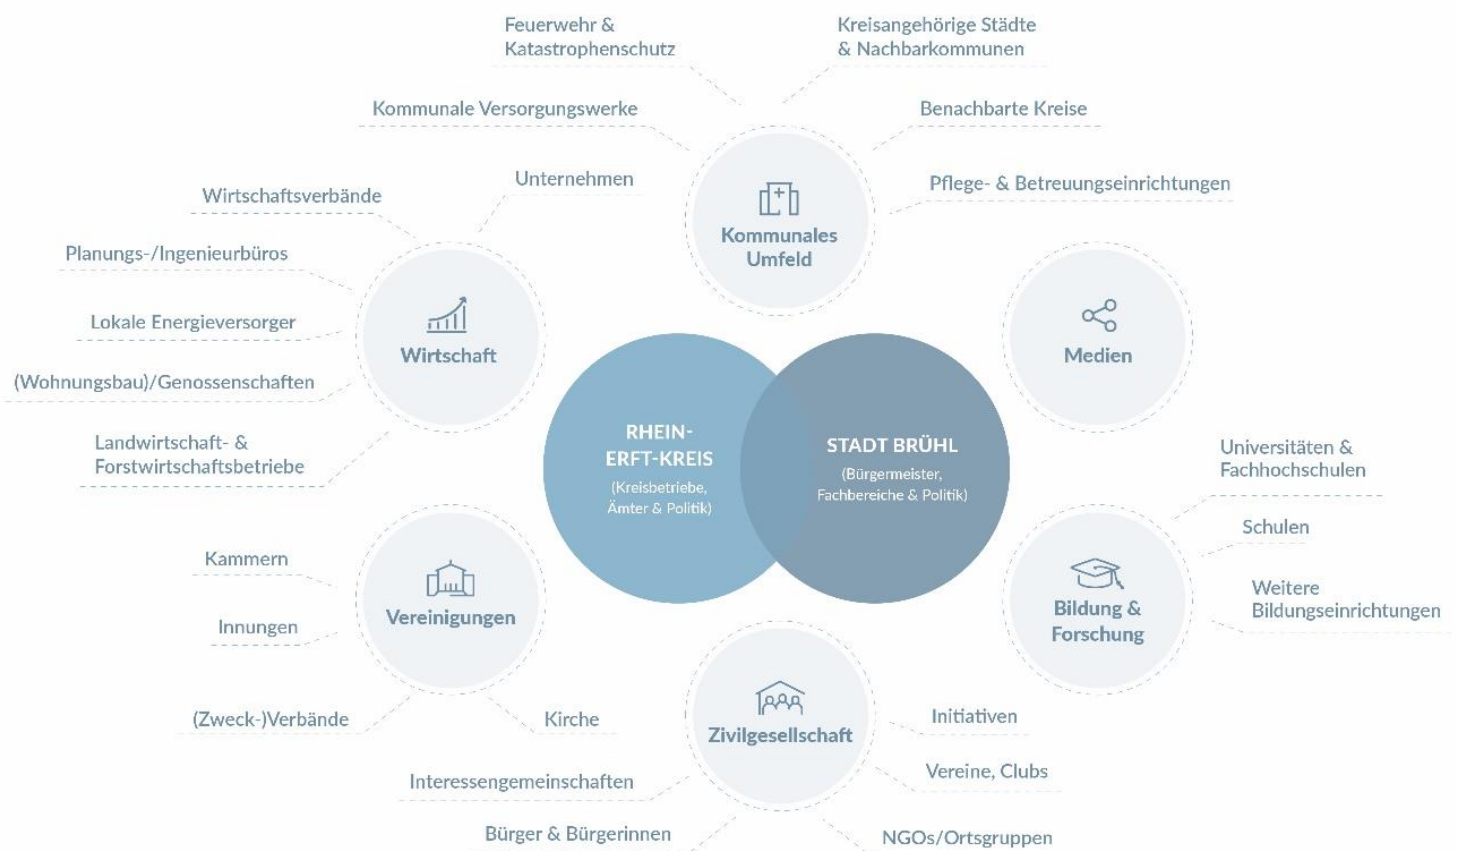 Feuerwehr &
Katastrophenschutz
Kreisangehörige Städte
& Nachbarkommunen
Kommunale Versorgungswerke
Benachbarte Kreise
Pflege- & Betreuungseinrichtungen
Kommunales
Umfeld
Unternehmen
Wirtschaftsverbände
Planungs-/Ingenieurbüros
Lokale Energieversorger
(Wohnungsbau)/Genossenschaften
Landwirtschaft- &
Forstwirtschaftsbetriebe
Wirtschaft
Medien
RHEIN-
ERFT-KREIS
(Kreisbetriebe,
Ämter & Politik)
STADT BRÜHL
(Bürgermeister,
Fachbereiche & Politik)
Universitäten &
Fachhochschulen
Schulen
Weitere
Bildungseinrichtungen
Bildung &
Forschung
Kammern
Innungen
(Zweck-)Verbände
Kirche
Vereinigungen
Zivilgesellschaft
Initiativen
Vereine, Clubs
NGOs/Ortsgruppen
Interessengemeinschaften
Bürger & Bürgerinnen